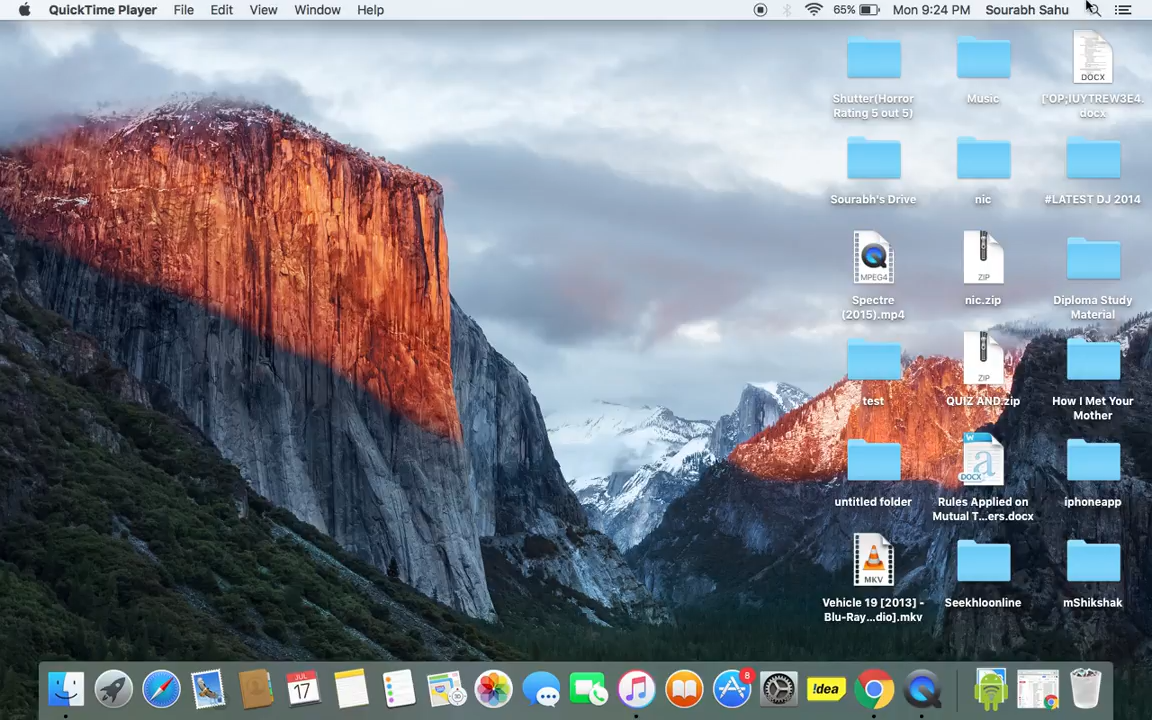 QuickTime Player File Edit View Window Help 65% Mon 9:24 PM Sourabh Sahu
Shutter(Horror
Rating 5 out 5)
Music
DOCX
['OP;IUYTREW3E4.
docx
Sourabh's Drive
nic
#LATEST DJ 2014
MPEG4
Spectre
(2015).mp4
ZIP
nic.zip
Diploma Study
Material
test
ZIP
QUIZ AND.zip
How I Met Your
Mother
untitled folder
DOCX
Rules Applied on
Mutual T...ers.docx
iphoneapp
MKV
Vehicle 19 [2013] -
Blu-Ray...dio].mkv
Seekhloonline
mShikshak
JUL
17
30
8
!dea